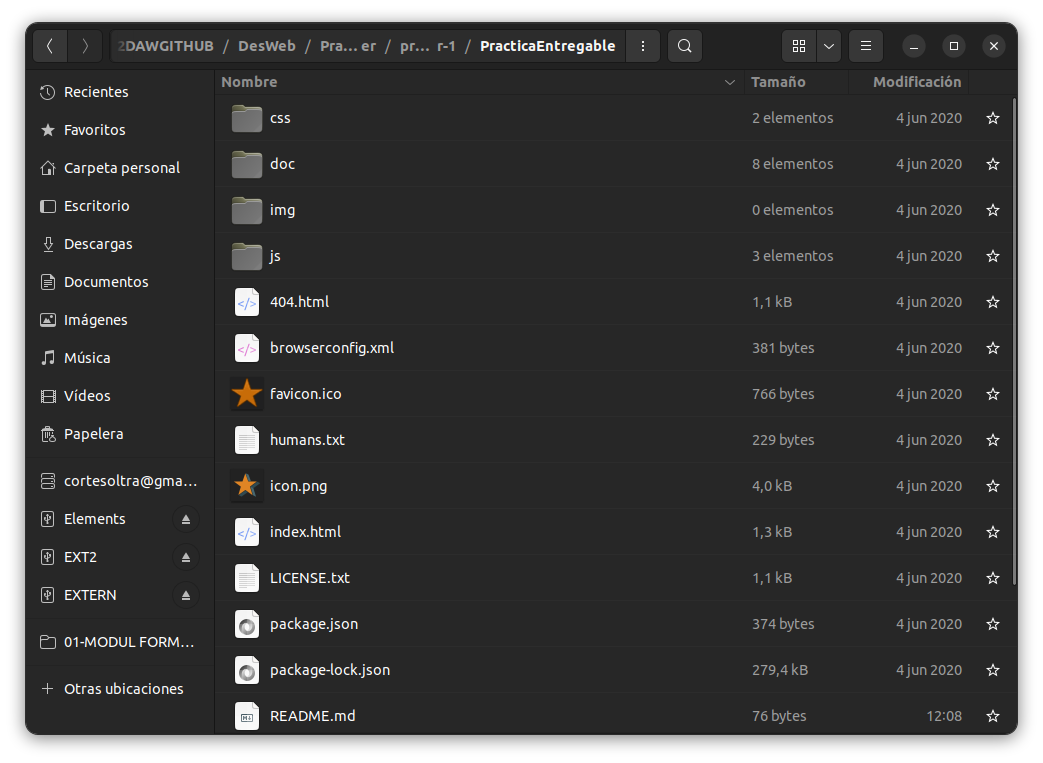 2DAWGITHUB / DesWeb / Pra… er / pr… r-1 / PracticaEntregable
Nombre Tamaño Modificación
Recientes
Favoritos
Carpeta personal
Escritorio
Descargas
Documentos
Imágenes
Música
Vídeos
Papelera
cortesoltra@gma…
Elements
EXT2
EXTERN
01-MODUL FORM…
Otras ubicaciones
css 2 elementos 4 jun 2020
doc 8 elementos 4 jun 2020
img 0 elementos 4 jun 2020
js 3 elementos 4 jun 2020
404.html 1,1 kB 4 jun 2020
browserconfig.xml 381 bytes 4 jun 2020
favicon.ico 766 bytes 4 jun 2020
humans.txt 229 bytes 4 jun 2020
icon.png 4,0 kB 4 jun 2020
index.html 1,3 kB 4 jun 2020
LICENSE.txt 1,1 kB 4 jun 2020
package.json 374 bytes 4 jun 2020
package-lock.json 279,4 kB 4 jun 2020
README.md 76 bytes 12:08